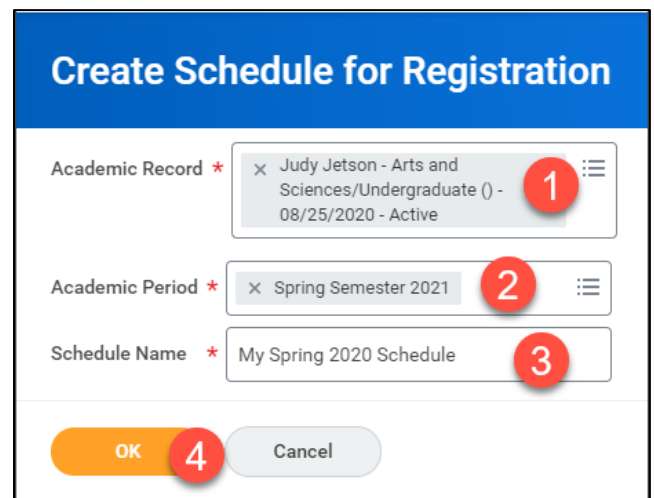 Create Schedule for Registration
Academic Record *
× Judy Jetson - Arts and
Sciences/Undergraduate () -
08/25/2020 - Active
1
Academic Period *
× Spring Semester 2021
2
Schedule Name *
My Spring 2020 Schedule
3
OK
4
Cancel